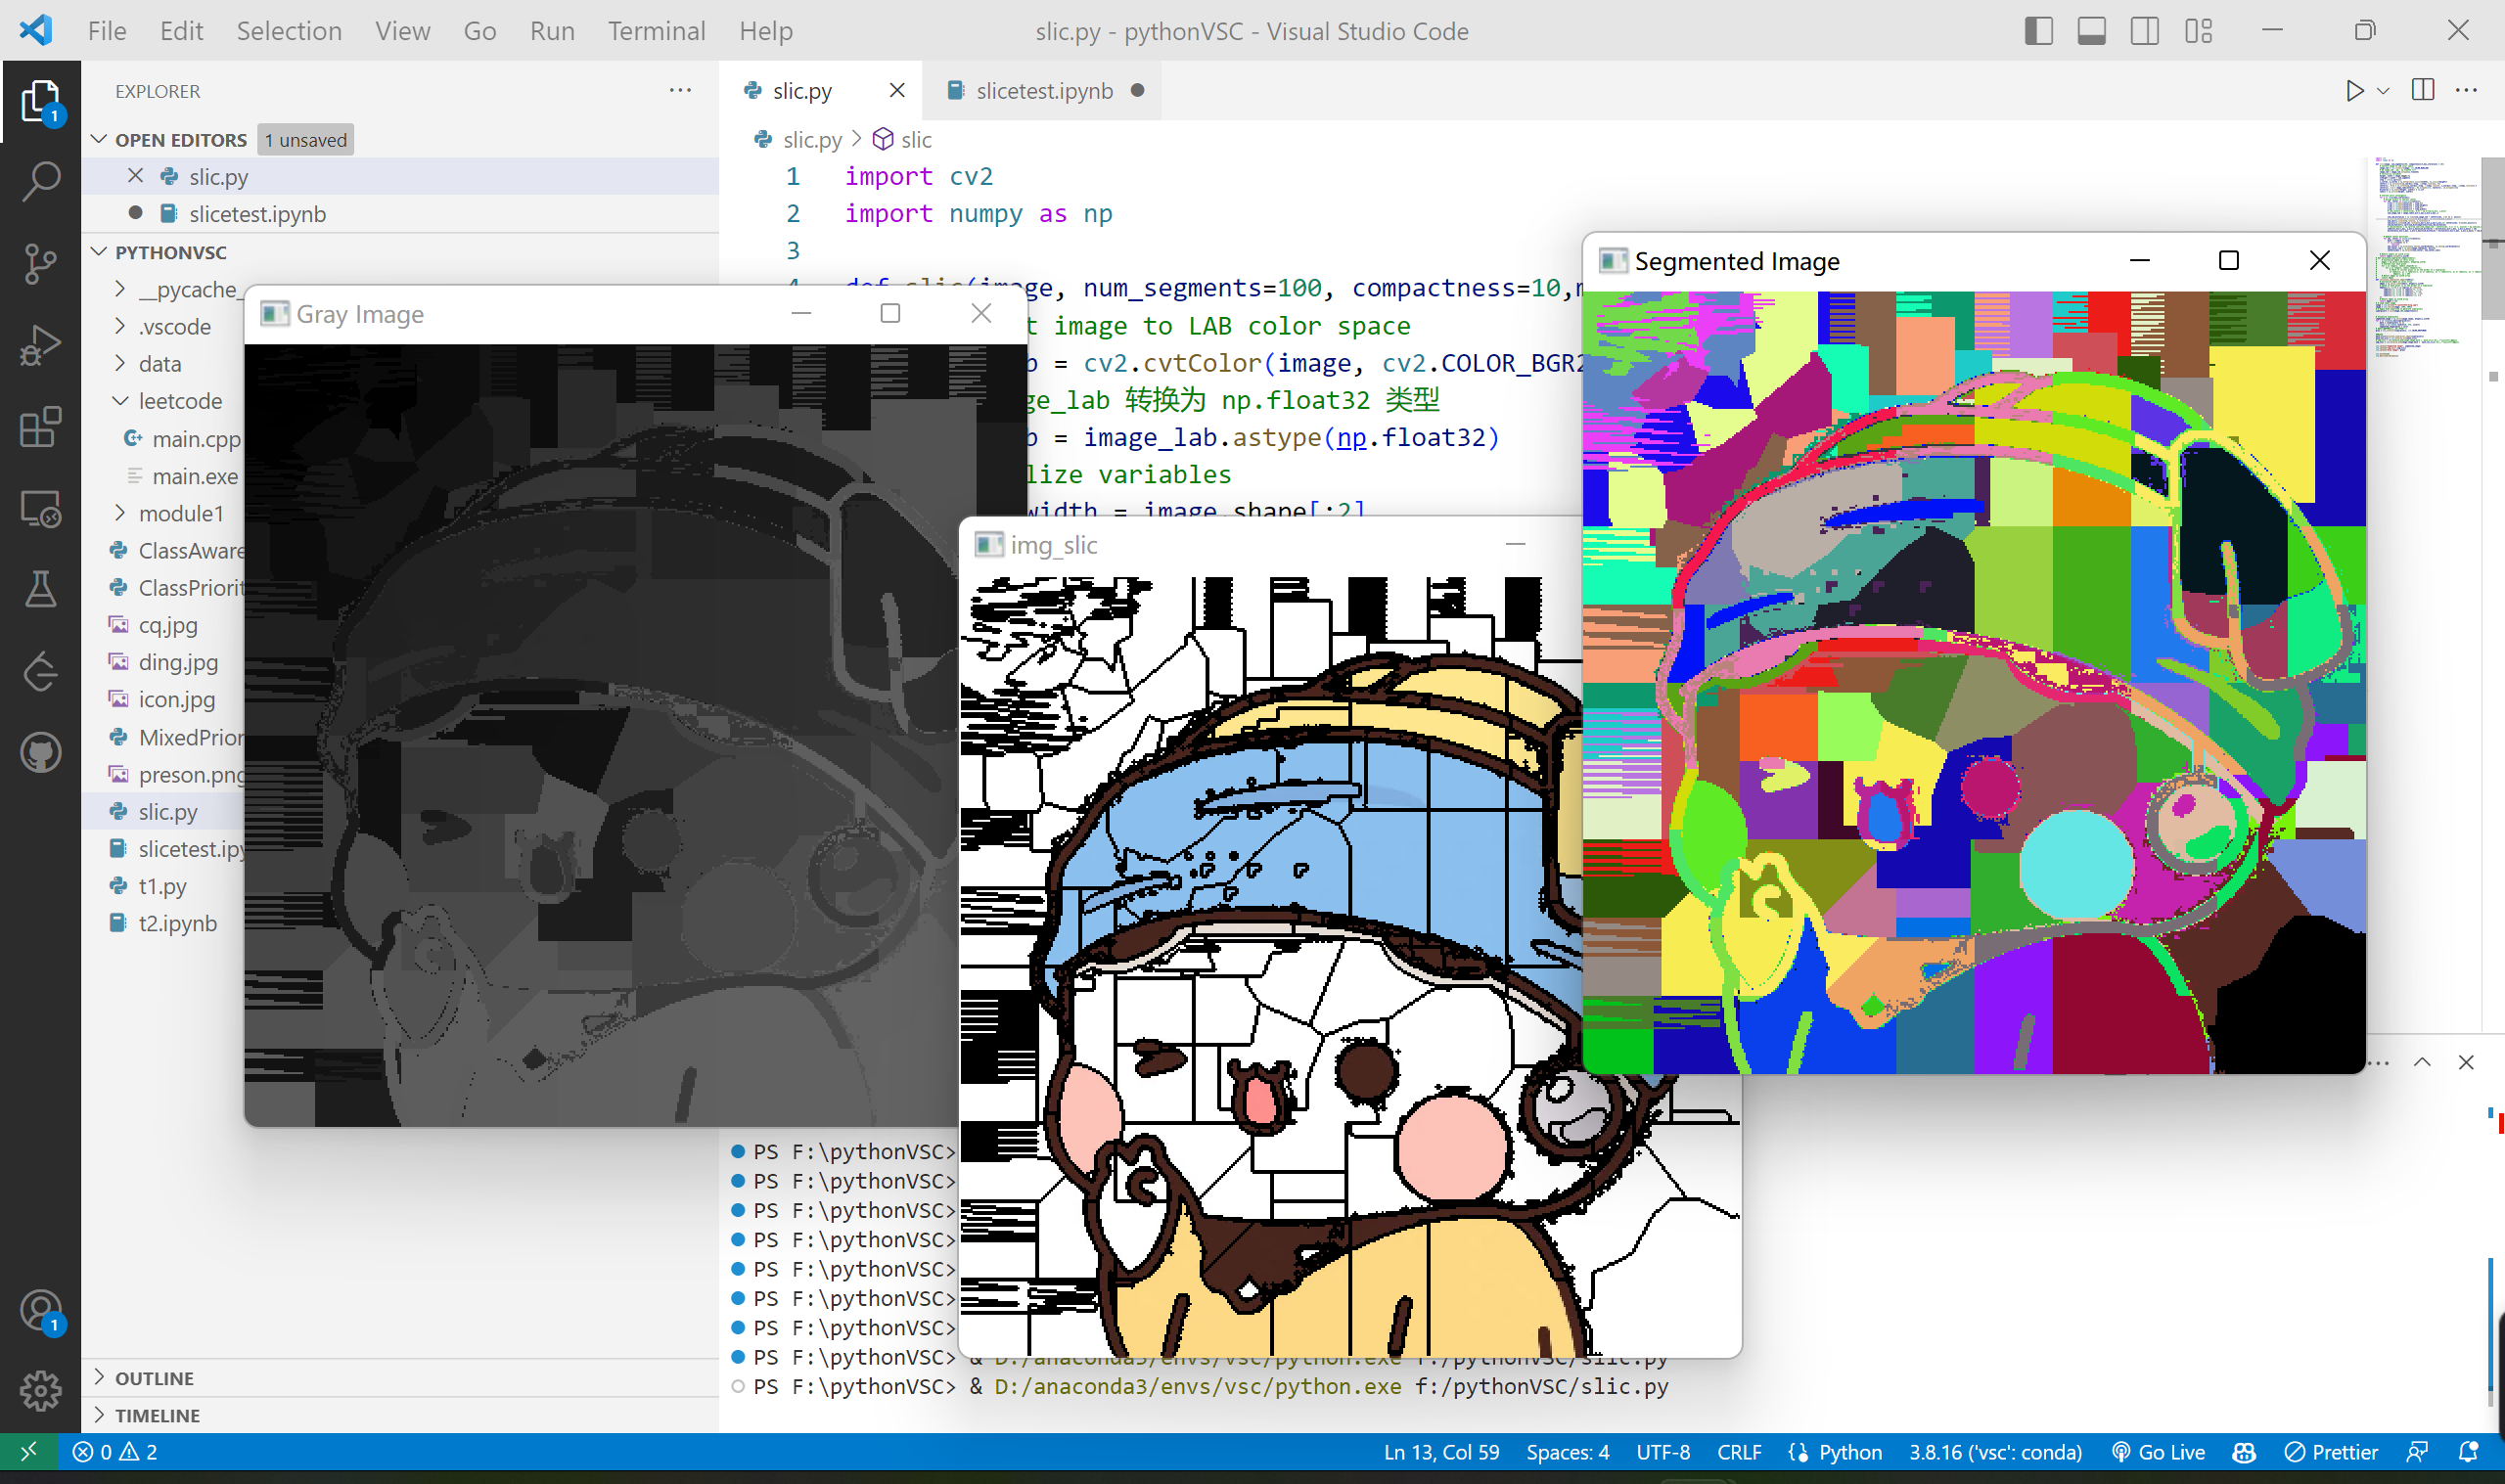 File Edit Selection View Go Run Terminal Help
slic.py - pythonVSC - Visual Studio Code
EXPLORER
OPEN EDITORS 1 unsaved
slic.py
slicetest.ipynb
PYTHONVSC
__pycache_
.vscode
data
leetcode
main.cpp
main.exe
module1
ClassAware
ClassPriorit
cq.jpg
ding.jpg
icon.jpg
MixedPrior
preson.png
slic.py
slicetest.ipy
t1.py
t2.ipynb
OUTLINE
TIMELINE
1
1
slic.py
slicetest.ipynb
slic.py > slic
1 import cv2
2 import numpy as np
3
ge, num_segments=100, compactness=10,m
t image to LAB color space
= cv2.cvtColor(image, cv2.COLOR_BGR2
ge_lab 转换为 np.float32 类型
= image_lab.astype(np.float32)
lize variables
width = image.shape[:2]
Gray Image
img_slic
Segmented Image
PS F:\pythonVSC>
PS F:\pythonVSC>
PS F:\pythonVSC>
PS F:\pythonVSC>
PS F:\pythonVSC>
PS F:\pythonVSC>
PS F:\pythonVSC>
PS F:\pythonVSC> & D:/anaconda3/envs/vsc/python.exe f:/pythonVSC/slic.py
PS F:\pythonVSC> & D:/anaconda3/envs/vsc/python.exe f:/pythonVSC/slic.py
0 2
Ln 13, Col 59 Spaces: 4 UTF-8 CRLF Python 3.8.16 ('vsc': conda) Go Live Prettier